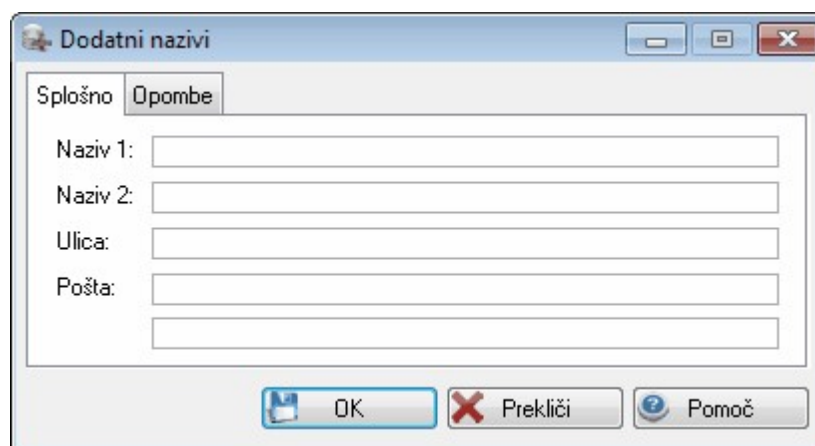 Dodatni nazivi
Splošno Opombe
Naziv 1:
Naziv 2:
Ulica:
Pošta:
OK Prekliči Pomoč